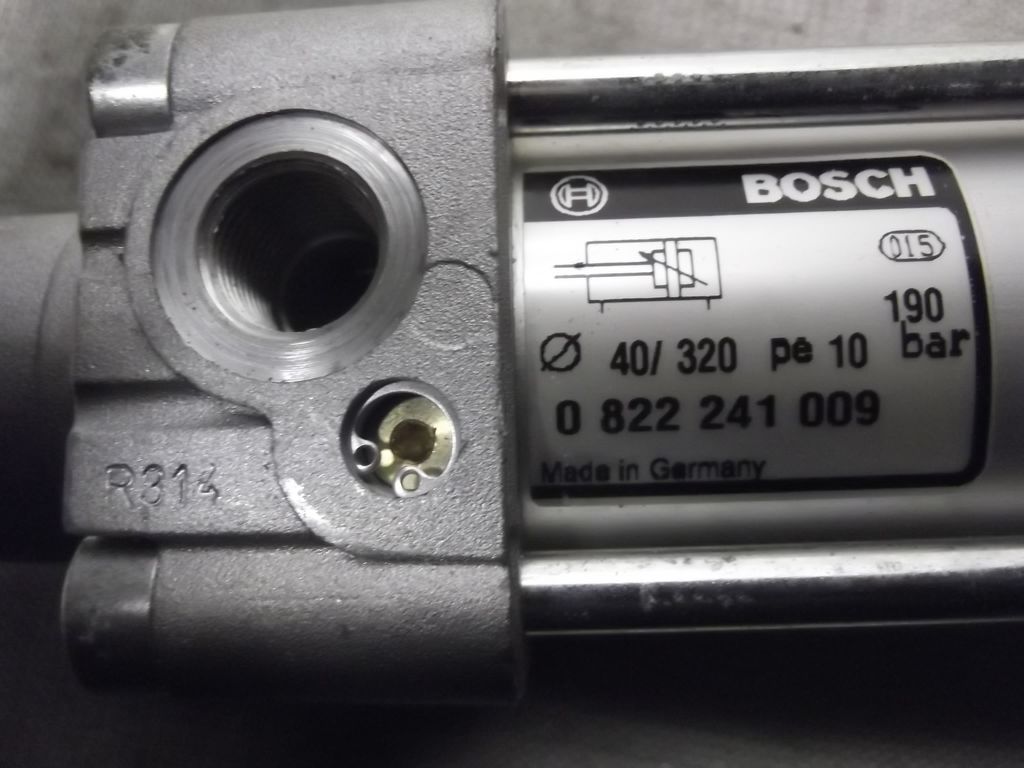 BOSCH
015
190
bar
Ø 40/ 320 pe 10
0 822 241 009
Made in Germany
R314